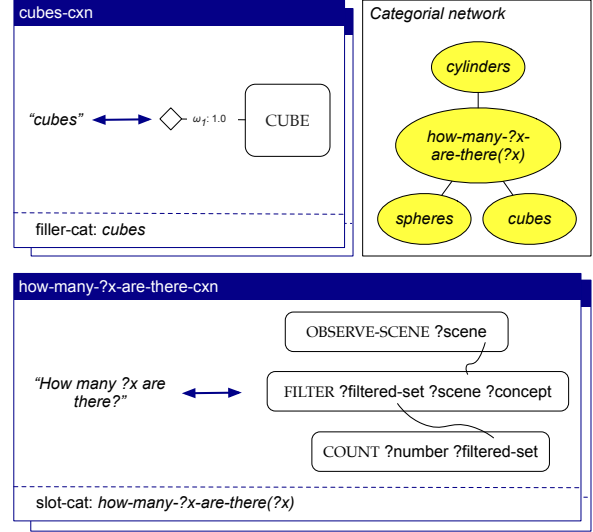 cubes-cxn
“cubes”
ω1: 1.0
CUBE
filler-cat: cubes
Categorial network
cylinders
how-many-?x-
are-there(?x)
spheres
cubes
how-many-?x-are-there-cxn
“How many ?x are
there?”
OBSERVE-SCENE ?scene
FILTER ?filtered-set ?scene ?concept
COUNT ?number ?filtered-set
slot-cat: how-many-?x-are-there(?x)